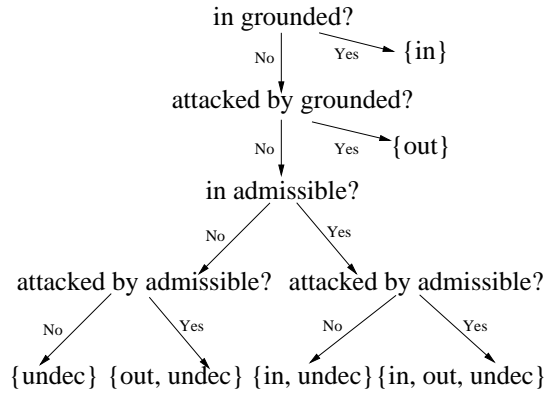 in grounded?
No
Yes
{in}
attacked by grounded?
No
Yes
{out}
in admissible?
No
Yes
attacked by admissible?
attacked by admissible?
No
Yes
No
Yes
{undec}
{out, undec}
{in, undec}
{in, out, undec}